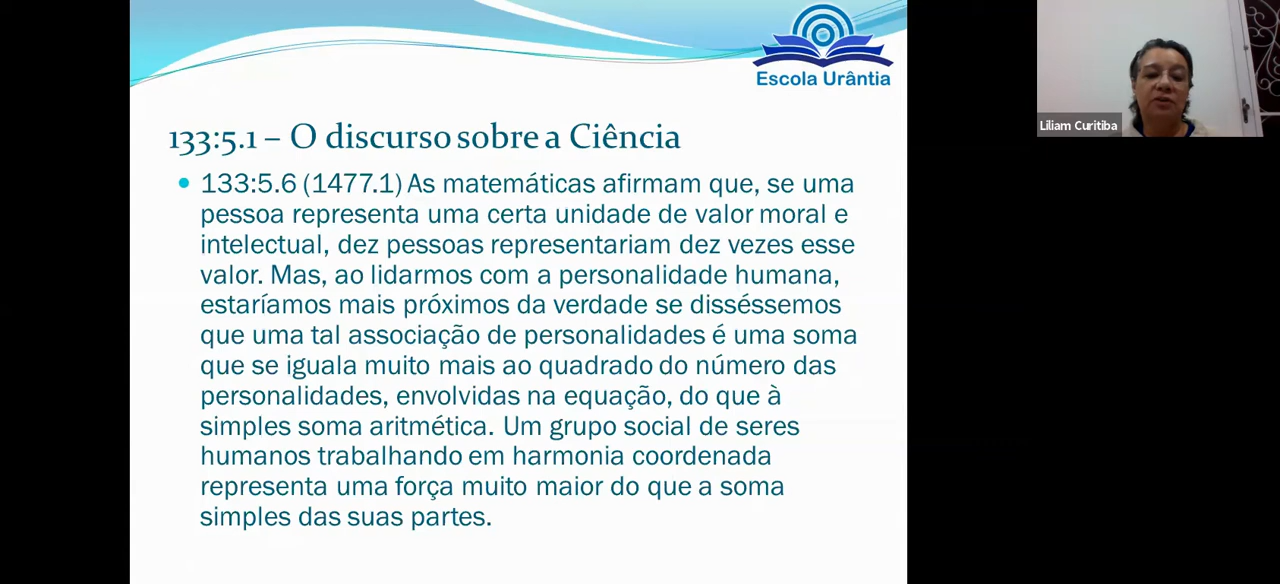 Escola Urântia
Liliam Curitiba
133:5.1 – O discurso sobre a Ciência
• 133:5.6 (1477.1) As matemáticas afirmam que, se uma
pessoa representa uma certa unidade de valor moral e
intelectual, dez pessoas representariam dez vezes esse
valor. Mas, ao lidarmos com a personalidade humana,
estaríamos mais próximos da verdade se disséssemos
que uma tal associação de personalidades é uma soma
que se iguala muito mais ao quadrado do número das
personalidades, envolvidas na equação, do que à
simples soma aritmética. Um grupo social de seres
humanos trabalhando em harmonia coordenada
representa uma força muito maior do que a soma
simples das suas partes.